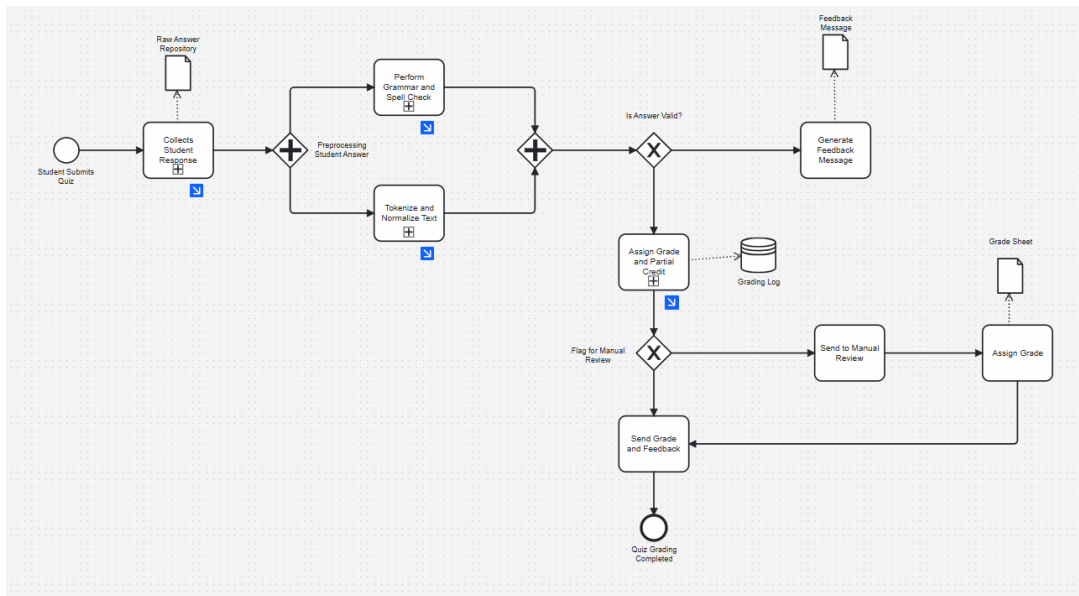 Feedback
Message
Raw Answer
Repository
Perform
Grammar and
Spell Check
Is Answer Valid?
Collects
Student
Response
Preprocessing
Student Answer
X
Generate
Feedback
Message
Student Submits
Quiz
Tokenize and
Normalize Text
Assign Grade
and Partial
Credit
Grading Log
Grade Sheet
Flag for Manual
Review
X
Send to Manual
Review
Assign Grade
Send Grade
and Feedback
Quiz Grading
Completed